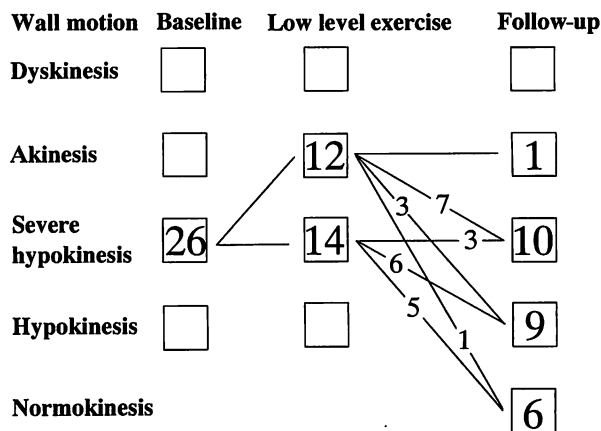 Wall motion Baseline Low level exercise Follow-up
Dyskinesis
Akinesis 12 1
3 7
Severe
hypokinesis 26 14 3 10
6
5
Hypokinesis 1 9
Normokinesis 6